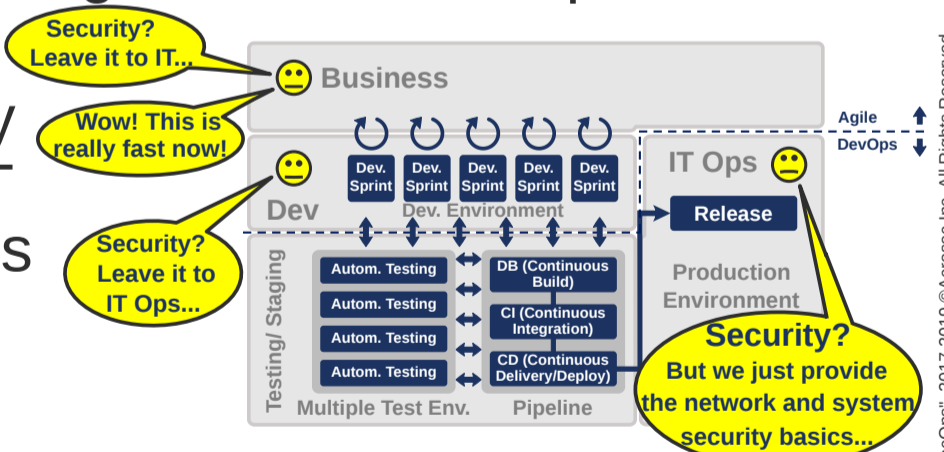 Security?
Leave it to IT...
Business
Wow! This is
really fast now!
Agile
DevOps
Dev.
Sprint
Dev.
Sprint
Dev.
Sprint
Dev.
Sprint
Dev.
Sprint
IT Ops
Dev
Dev. Environment
Release
Security?
Leave it to
IT Ops...
Testing/ Staging
Autom. Testing
Autom. Testing
Autom. Testing
Autom. Testing
Multiple Test Env.
DB (Continuous
Build)
CI (Continuous
Integration)
CD (Continuous
Delivery/Deploy)
Pipeline
Production
Environment
Security?
But we just provide
the network and system
security basics...